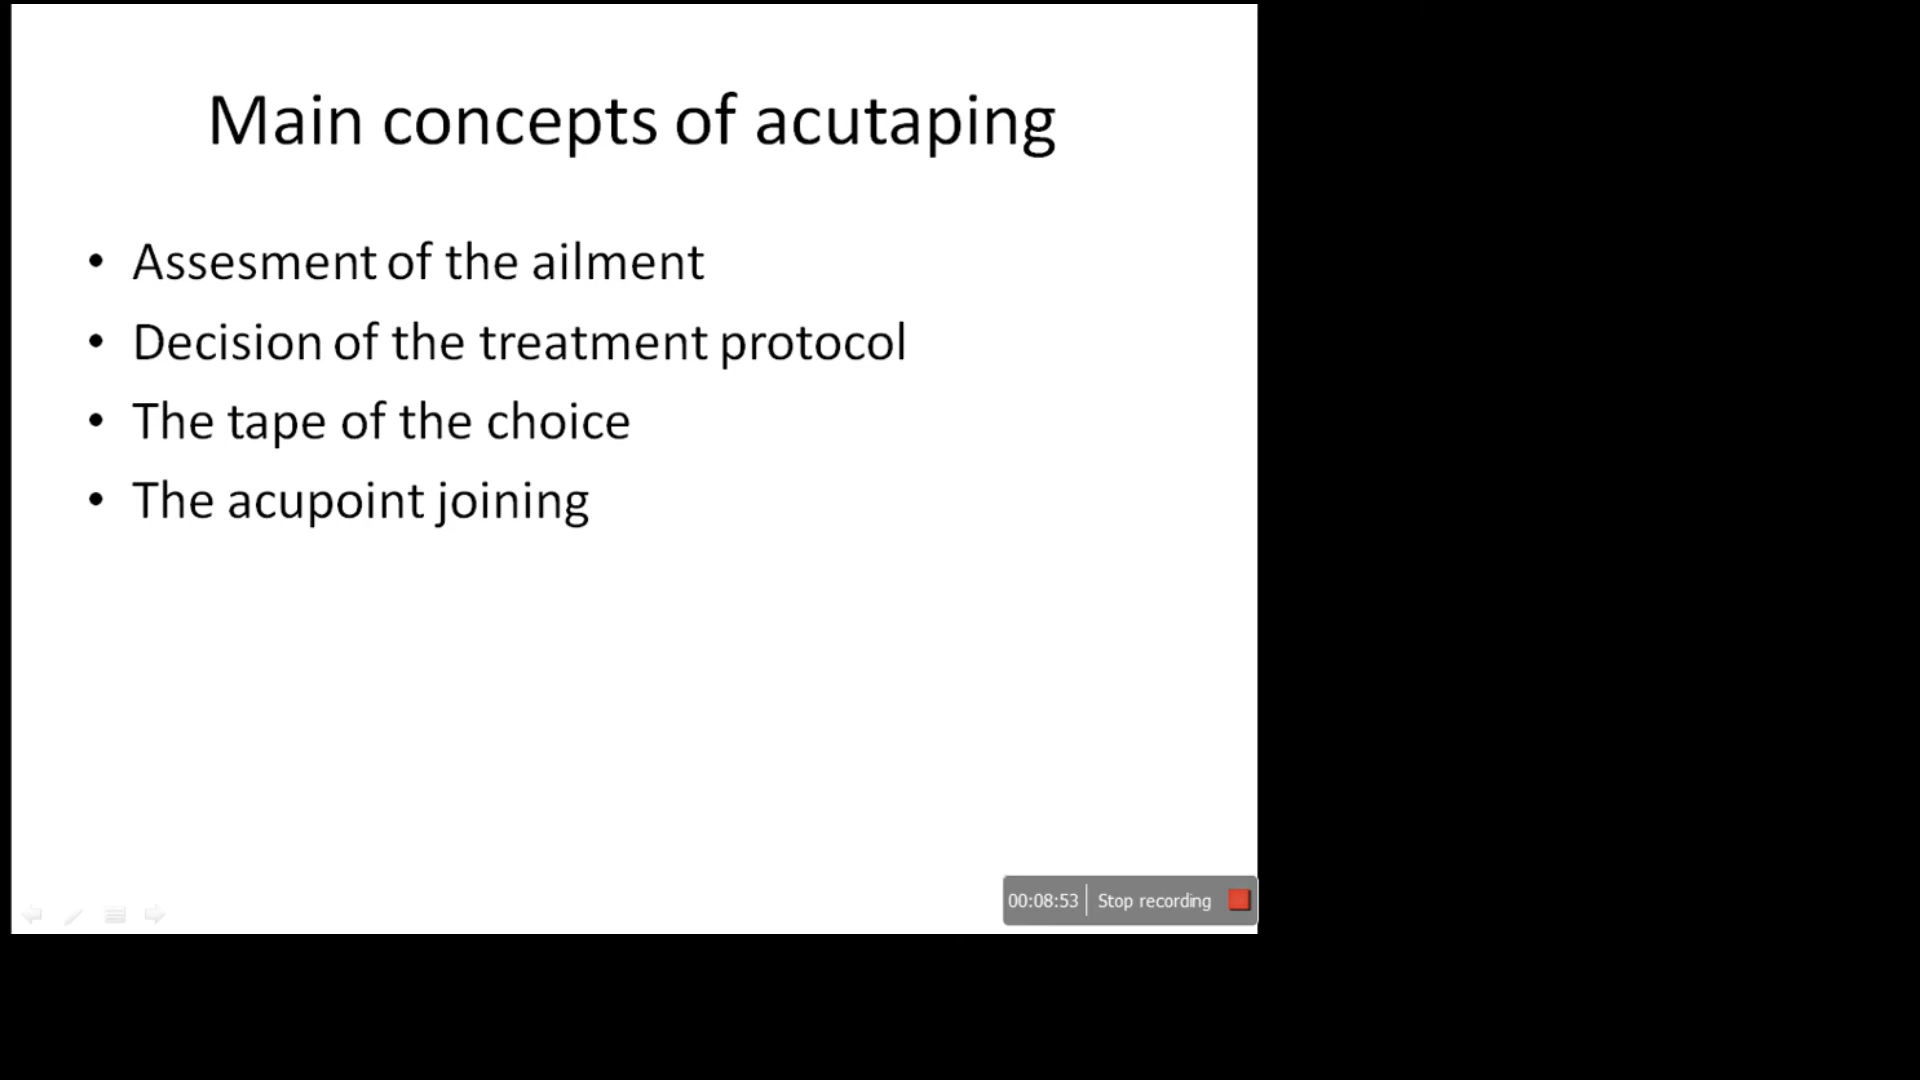 Main concepts of acutaping
• Assesment of the ailment
• Decision of the treatment protocol
• The tape of the choice
• The acupoint joining
00:08:53 Stop recording